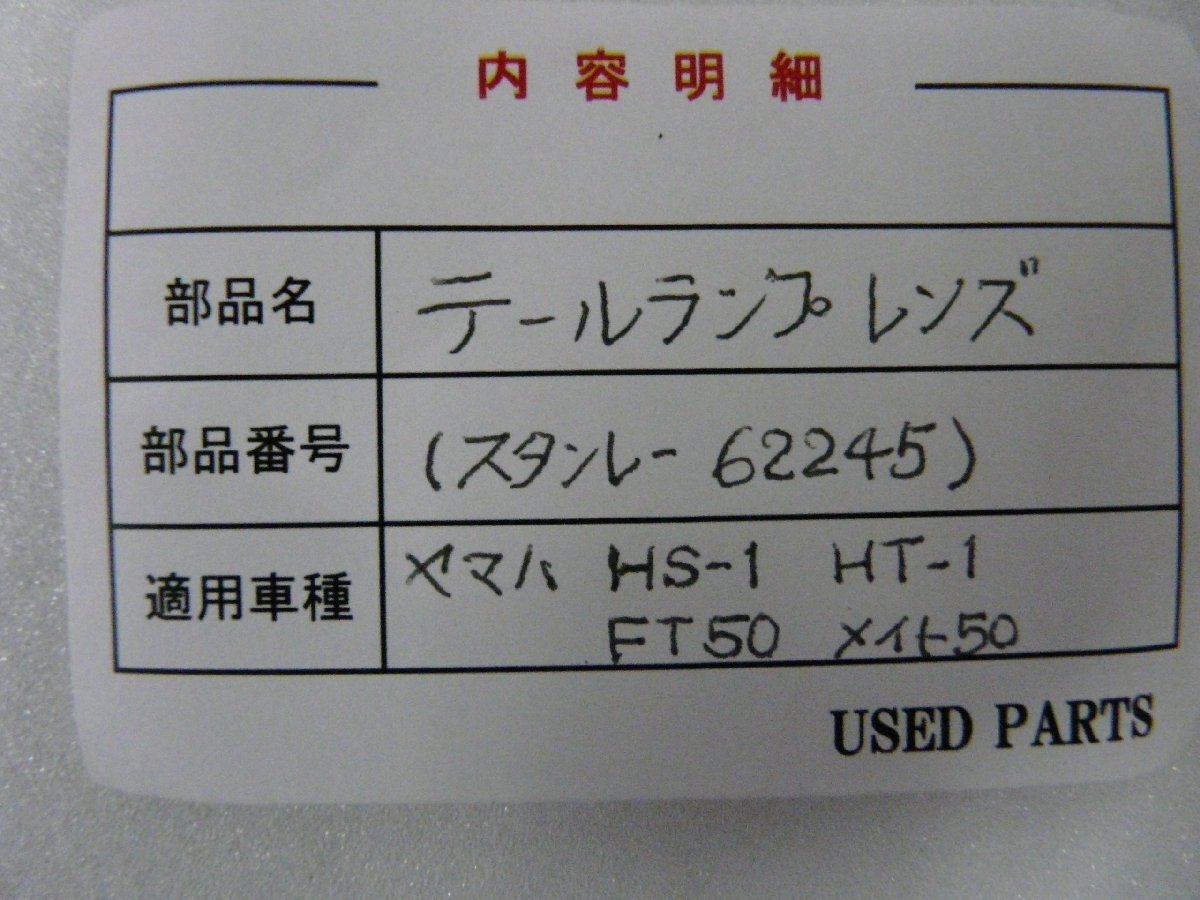 内容明細
部品名 テールランプレンズ
部品番号 (スタンレー 62245)
適用車種 ヤマハ HS-1 HT-1
FT50 メイト50
USED PARTS